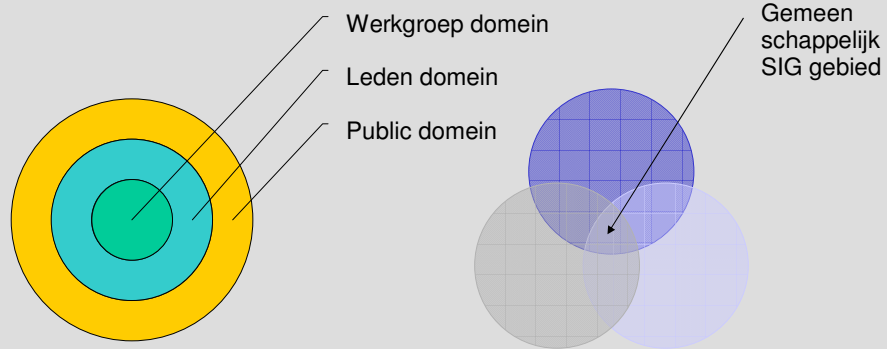 Werkgroep domein
Leden domein
Public domein
Gemeen
schappelijk
SIG gebied